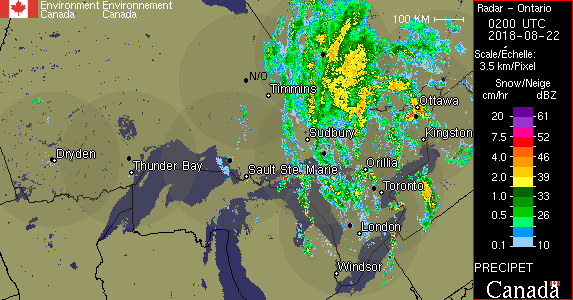 Environment Environnement
Canada Canada
100 KM
N/O
Timmins
Ottawa
Sudbury
Kingston
Dryden
Thunder Bay
Sault Ste. Marie
Orillia
Toronto
London
Windsor
Radar - Ontario
0200 UTC
2018-08-22
Scale/Échelle:
3.5 km/Pixel
Snow/Neige
cm/hr dBZ
20 61
7.5 57
5.5 52
4.0 46
2.0 39
1.0 33
0.5 26
0.1 10
PRECIPET
Canada